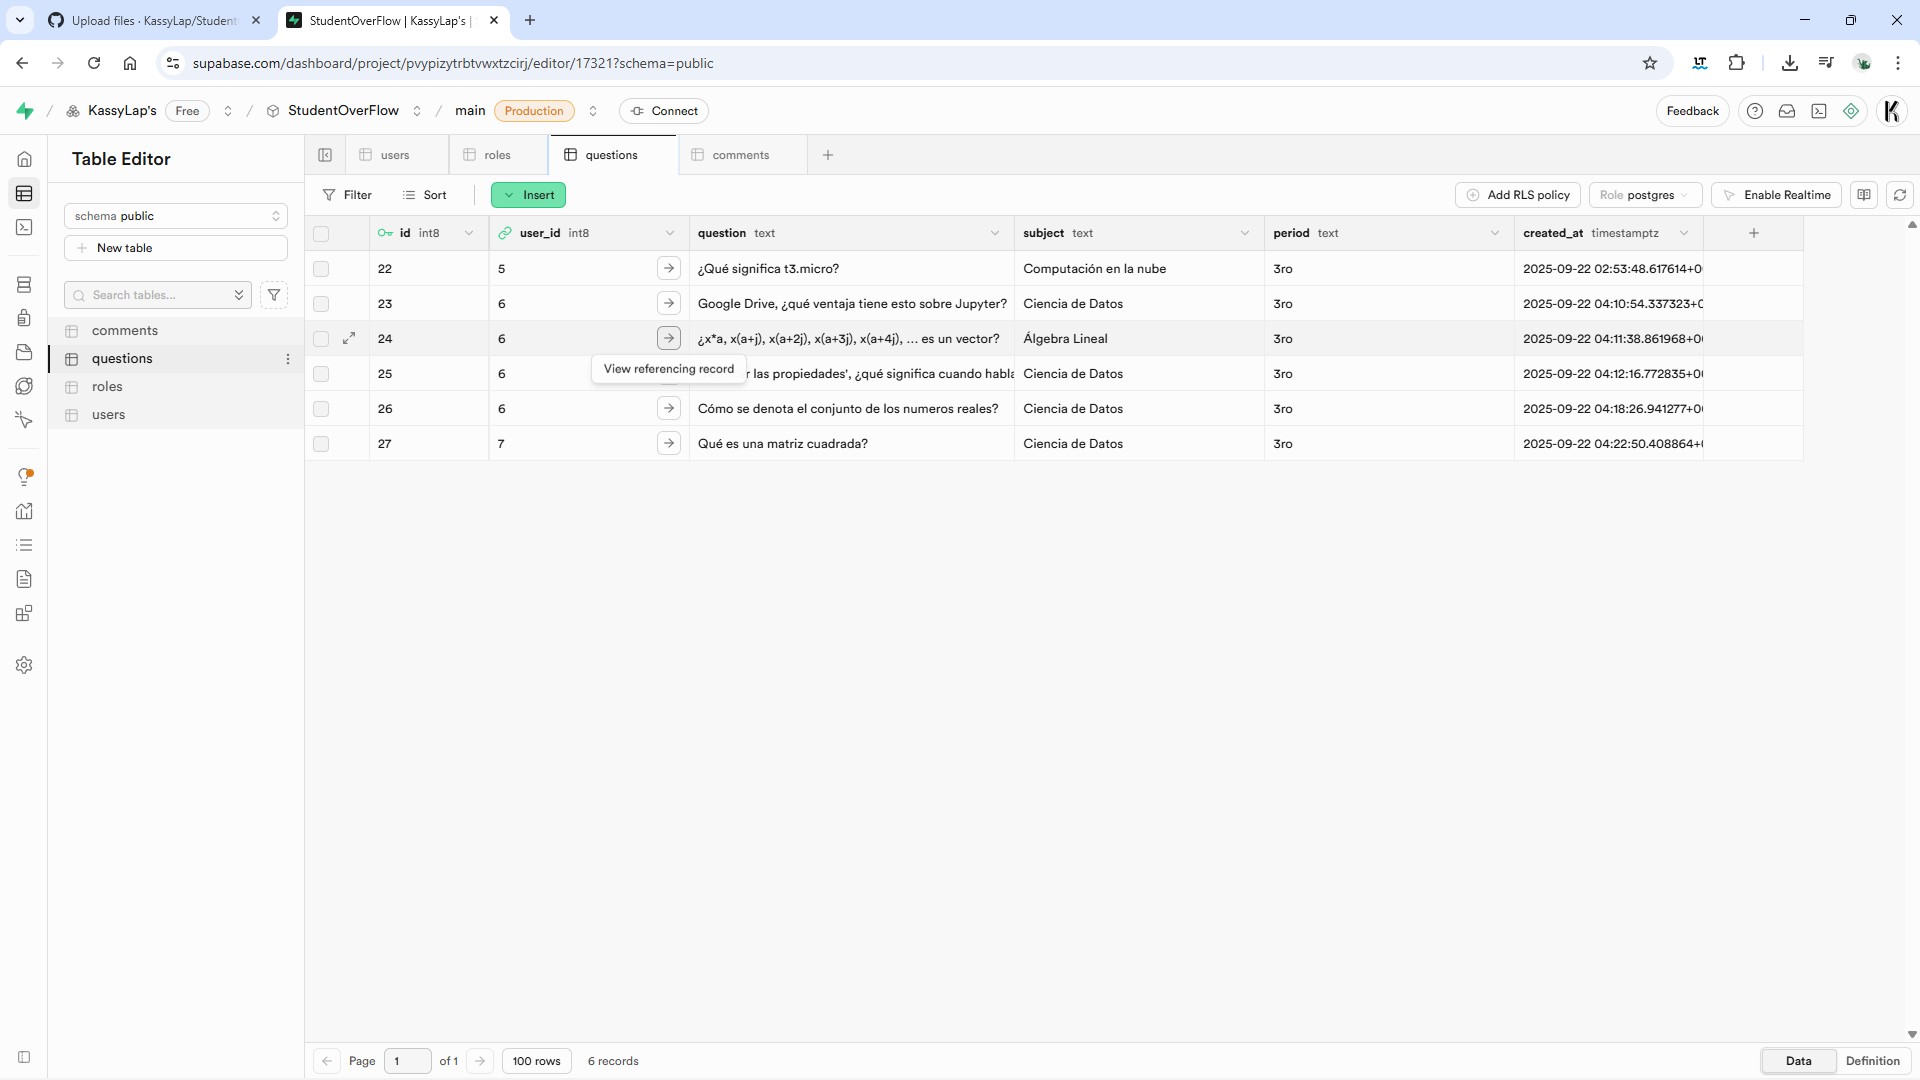 Upload files · KassyLap/Student
StudentOverFlow | KassyLap's |
supabase.com/dashboard/project/pvypizytrbtvwxtzcirj/editor/17321?schema=public
LT
/ KassyLap's Free / StudentOverFlow / main Production Connect
Feedback
Table Editor
users
roles
questions
comments
schema public
New table
Search tables...
comments
questions
roles
users
Filter
Sort
Insert
Add RLS policy
Role postgres
Enable Realtime
id int8 user_id int8 question text subject text period text created_at timestamptz
22 5 ¿Qué significa t3.micro? Computación en la nube 3ro 2025-09-22 02:53:48.617614+0
23 6 Google Drive, ¿qué ventaja tiene esto sobre Jupyter? Ciencia de Datos 3ro 2025-09-22 04:10:54.337323+0
24 6 ¿x*a, x(a+j), x(a+2j), x(a+3j), x(a+4j), ... es un vector? Álgebra Lineal 3ro 2025-09-22 04:11:38.861968+0
View referencing record
25 6 r las propiedades', ¿qué significa cuando habla Ciencia de Datos 3ro 2025-09-22 04:12:16.772835+0
26 6 Cómo se denota el conjunto de los numeros reales? Ciencia de Datos 3ro 2025-09-22 04:18:26.941277+0
27 7 Qué es una matriz cuadrada? Ciencia de Datos 3ro 2025-09-22 04:22:50.408864+
Page 1 of 1 100 rows 6 records
Data Definition